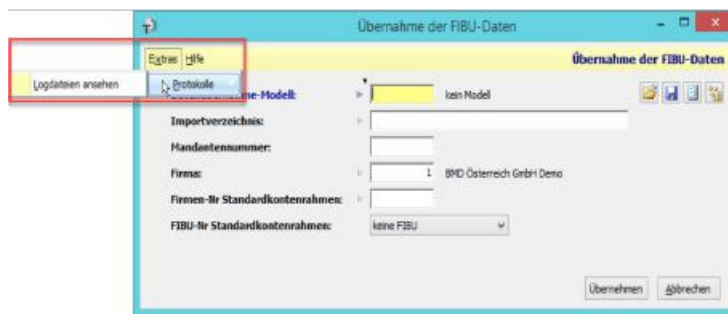 Übernahme der FIBU-Daten
Extras Hilfe
Übernahme der FIBU-Daten
Logdateien ansehen
Protokolle
-Modell:
kein Modell
Importverzeichnis:
Mandantennummer:
Firma:
1 BMD Österreich GmbH Demo
Firmen-Nr Standardkontenrahmen:
FIBU-Nr Standardkontenrahmen:
keine FIBU
Übernehmen Abbrechen